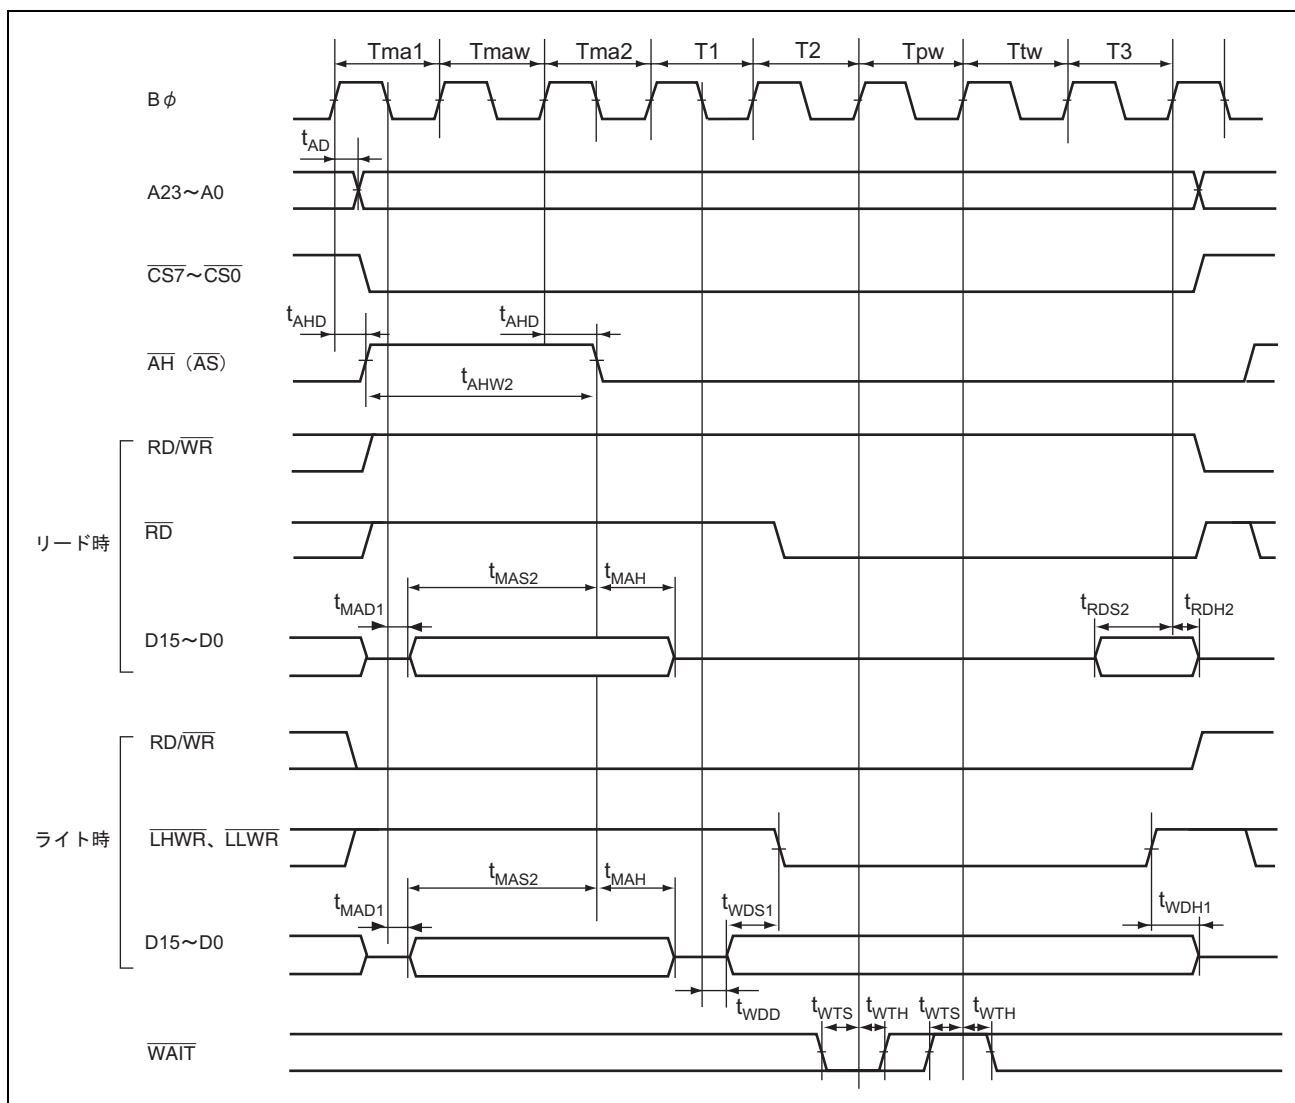 Tma1 Tmaw Tma2 T1 T2 Tpw Ttw T3
Bφ
tAD
A23～A0
CS7～CS0
tAHD tAHD
AH（AS）
tAHW2
RD/WR
リード時
RD
tMAS2 tMAH
tMAD1 tRDS2 tRDH2
D15～D0
RD/WR
ライト時
LHWR、LLWR
tMAS2 tMAH
tMAD1 tWDS1 tWDH1
D15～D0
tWDD tWTS tWTH tWTS tWTH
WAIT